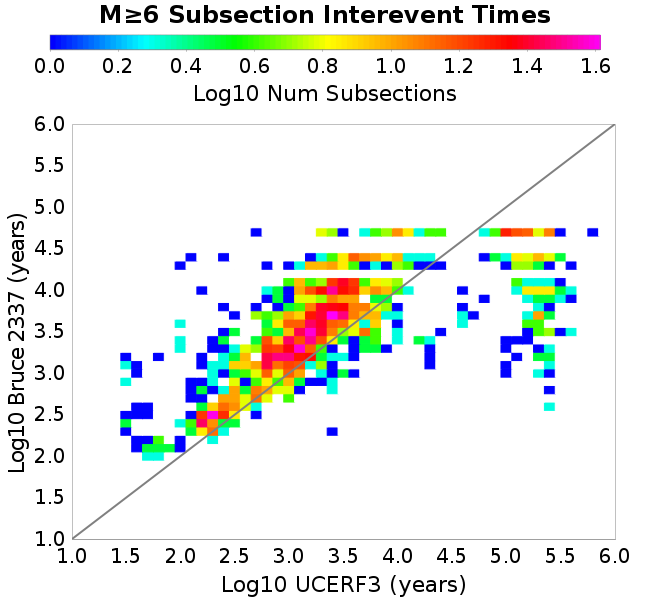 M≥6 Subsection Interevent Times
0.0 0.2 0.4 0.6 0.8 1.0 1.2 1.4 1.6
Log10 Num Subsections
Log10 Bruce 2337 (years)
6.0
5.5
5.0
4.5
4.0
3.5
3.0
2.5
2.0
1.5
1.0
1.0 1.5 2.0 2.5 3.0 3.5 4.0 4.5 5.0 5.5 6.0
Log10 UCERF3 (years)